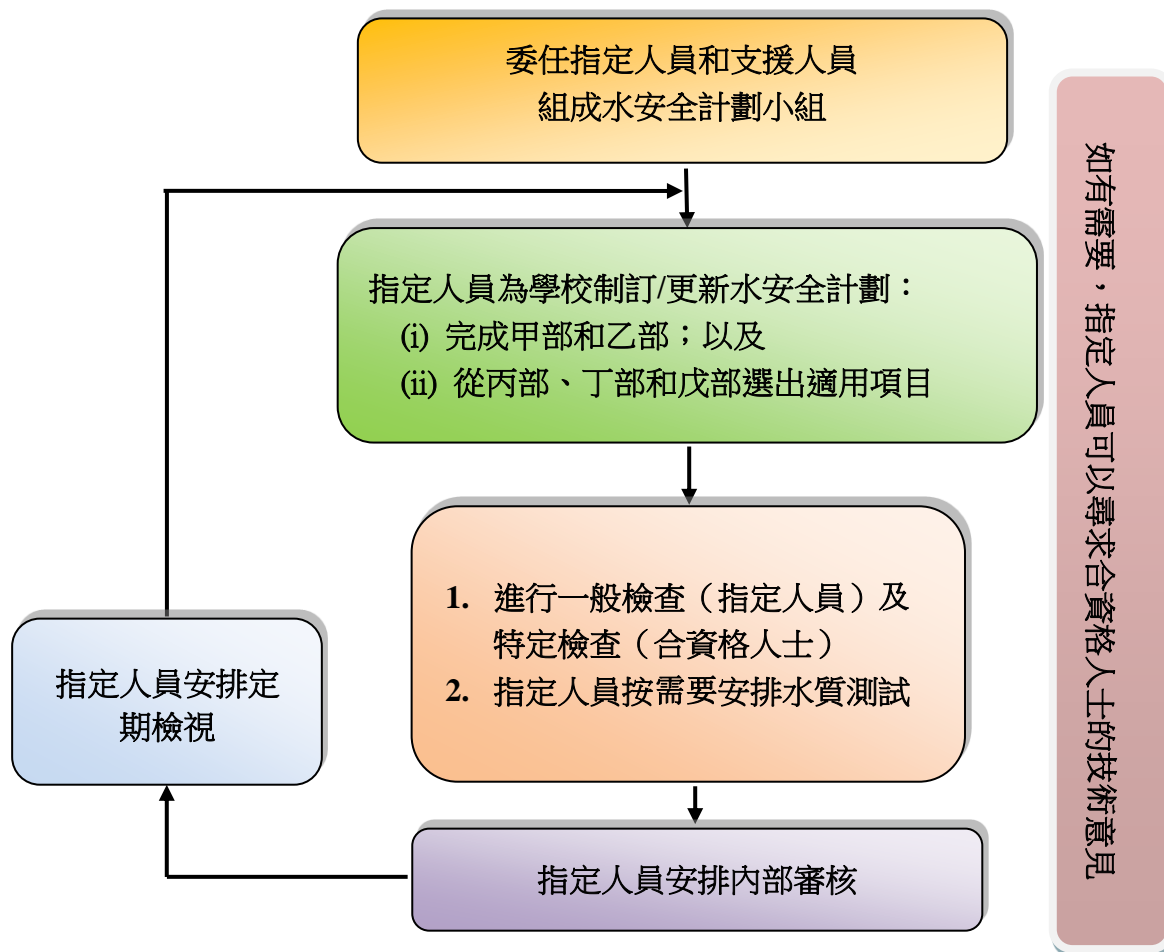 委任指定人員和支援人員
組成水安全計劃小組
指定人員為學校制訂/更新水安全計劃：
(i) 完成甲部和乙部；以及
(ii) 從丙部、丁部和戊部選出適用項目
1. 進行一般檢查（指定人員）及
特定檢查（合資格人士）
2. 指定人員按需要安排水質測試
指定人員安排內部審核
指定人員安排定
期檢視
如有需要，指定人員可以尋求合資格人士的技術意見